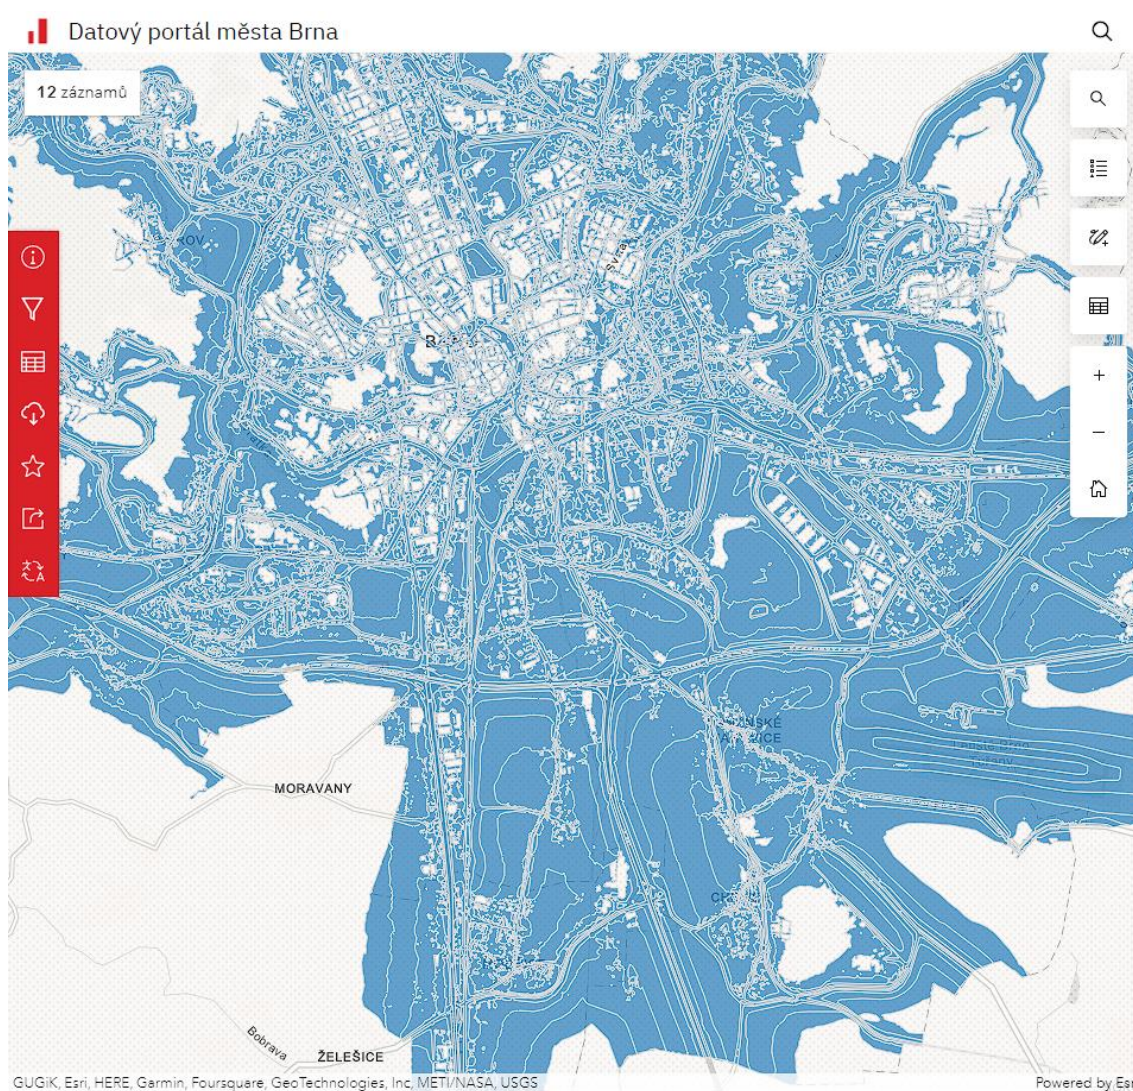 Datový portál města Brna
12 záznamů
Svratka
MORAVANY
Bobrava
ŽELEŠICE
GUGiK, Esri, HERE, Garmin, Foursquare, GeoTechnologies, Inc, METI/NASA, USGS
Powered by Esri